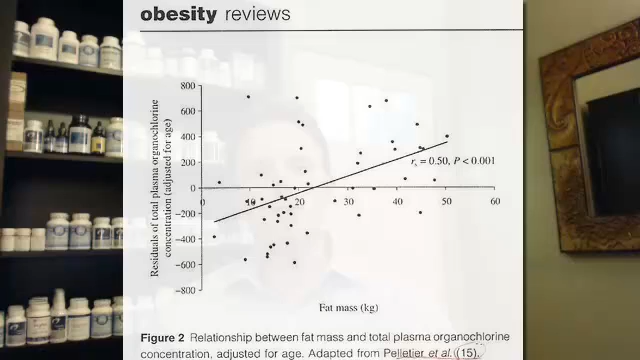 obesity reviews
800
600
400
200
0
−200
−400
−600
−800
10
20
30
40
50
60
Residuals of total plasma organochlorine
concentration (adjusted for age)
rs = 0.50, P < 0.001
Fat mass (kg)
Figure 2 Relationship between fat mass and total plasma organochlorine
concentration, adjusted for age. Adapted from Pelletier et al. (15).